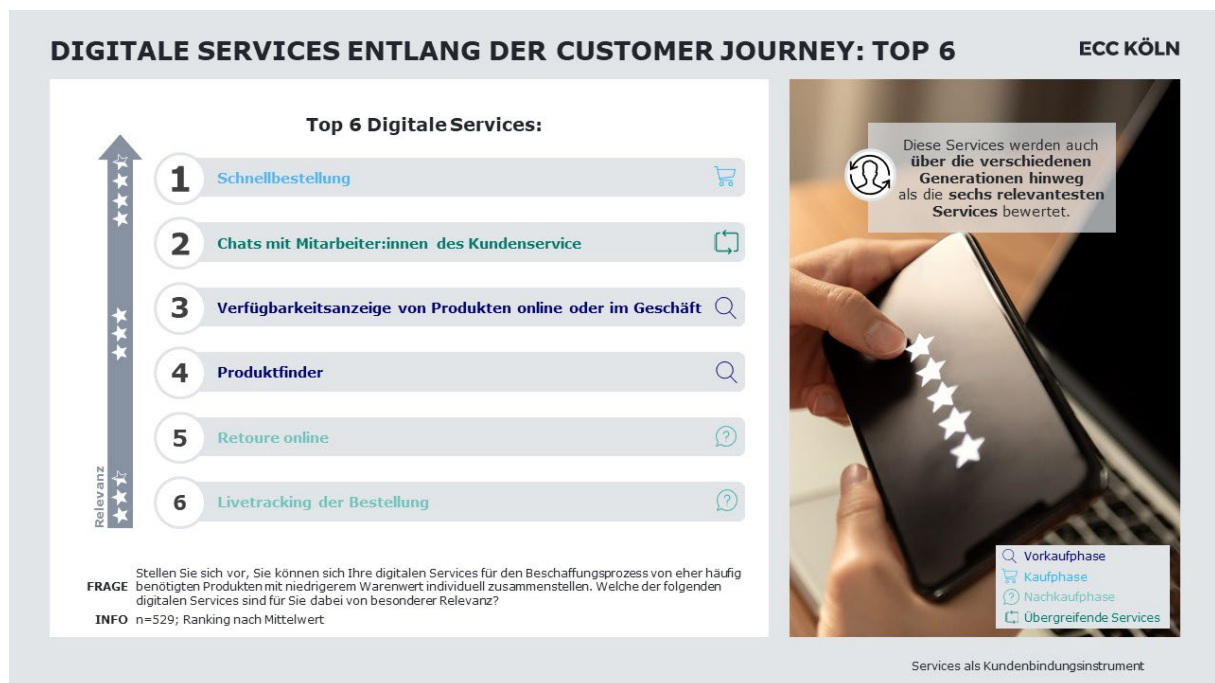 DIGITALE SERVICES ENTLANG DER CUSTOMER JOURNEY: TOP 6
ECC KÖLN
Top 6 Digitale Services:
Relevanz
1 Schnellbestellung
2 Chats mit Mitarbeiter:innen des Kundenservice
3 Verfügbarkeitsanzeige von Produkten online oder im Geschäft
4 Produktfinder
5 Retoure online
6 Livetracking der Bestellung
FRAGE Stellen Sie sich vor, Sie können sich Ihre digitalen Services für den Beschaffungsprozess von eher häufig
benötigten Produkten mit niedrigerem Warenwert individuell zusammenstellen. Welche der folgenden
digitalen Services sind für Sie dabei von besonderer Relevanz?
INFO n=529; Ranking nach Mittelwert
Diese Services werden auch
über die verschiedenen
Generationen hinweg
als die sechs relevantesten
Services bewertet.
Vorkaufphase
Kaufphase
Nachkaufphase
Übergreifende Services
Services als Kundenbindungsinstrument